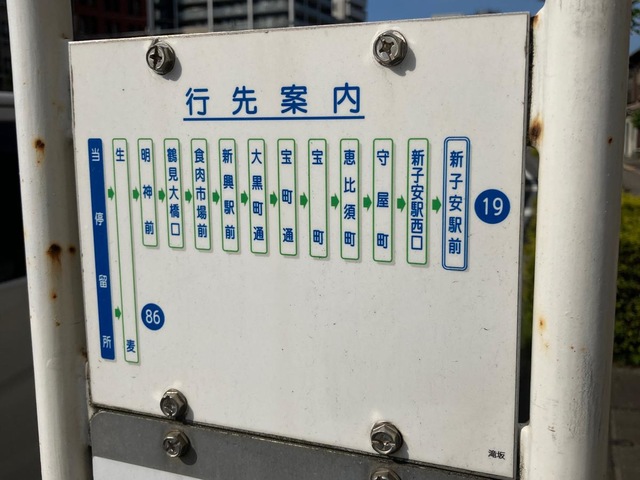 行先案内
当停留所
生麦
明神前
鶴見大橋口
食肉市場前
新興駅前
大黒町通
宝町通
宝町
恵比須町
守屋町
新子安駅西口
新子安駅前
19
86
滝坂